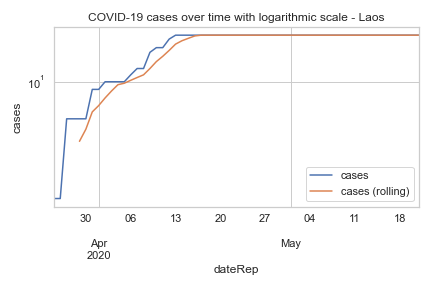 COVID-19 cases over time with logarithmic scale - Laos
10¹
cases
cases
cases (rolling)
30 06 13 20 27 04 11 18
Apr May
2020
dateRep